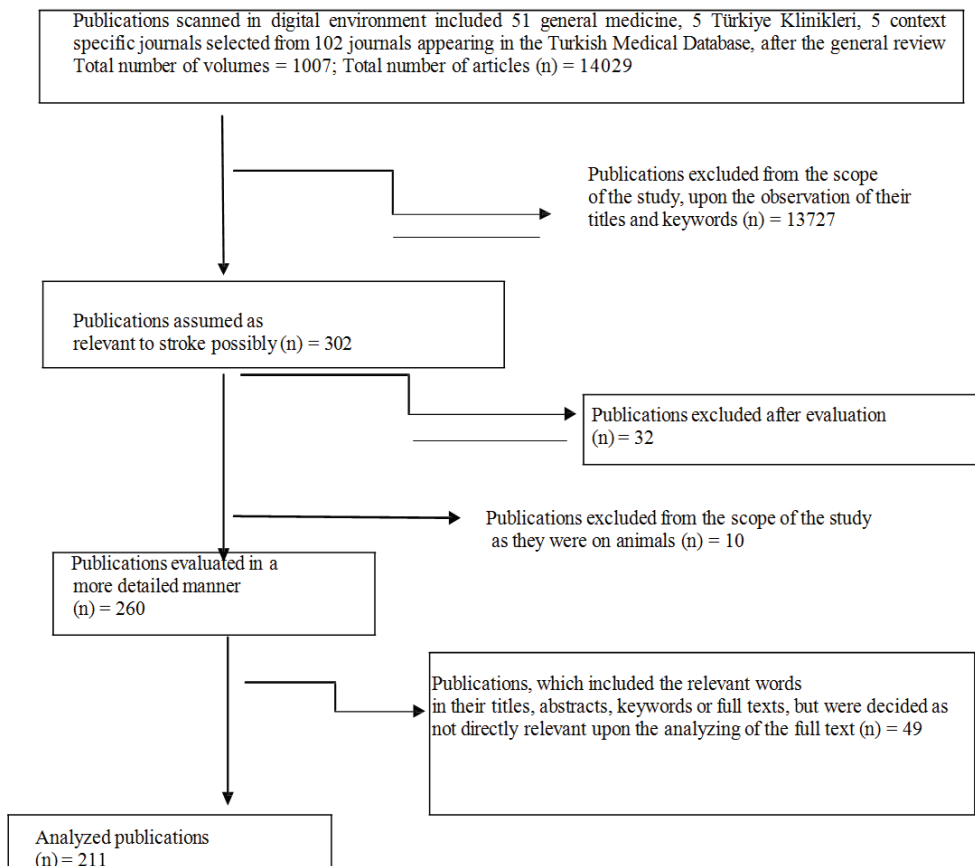 Publications scanned in digital environment included 51 general medicine, 5 Türkiye Klinikleri, 5 context
specific journals selected from 102 journals appearing in the Turkish Medical Database, after the general review
Total number of volumes = 1007; Total number of articles (n) = 14029
Publications excluded from the scope
of the study, upon the observation of their
titles and keywords (n) = 13727
Publications assumed as
relevant to stroke possibly (n) = 302
Publications excluded after evaluation
(n) = 32
Publications excluded from the scope of the study
as they were on animals (n) = 10
Publications evaluated in a
more detailed manner
(n) = 260
Publications, which included the relevant words
in their titles, abstracts, keywords or full texts, but were decided as
not directly relevant upon the analyzing of the full text (n) = 49
Analyzed publications
(n) = 211